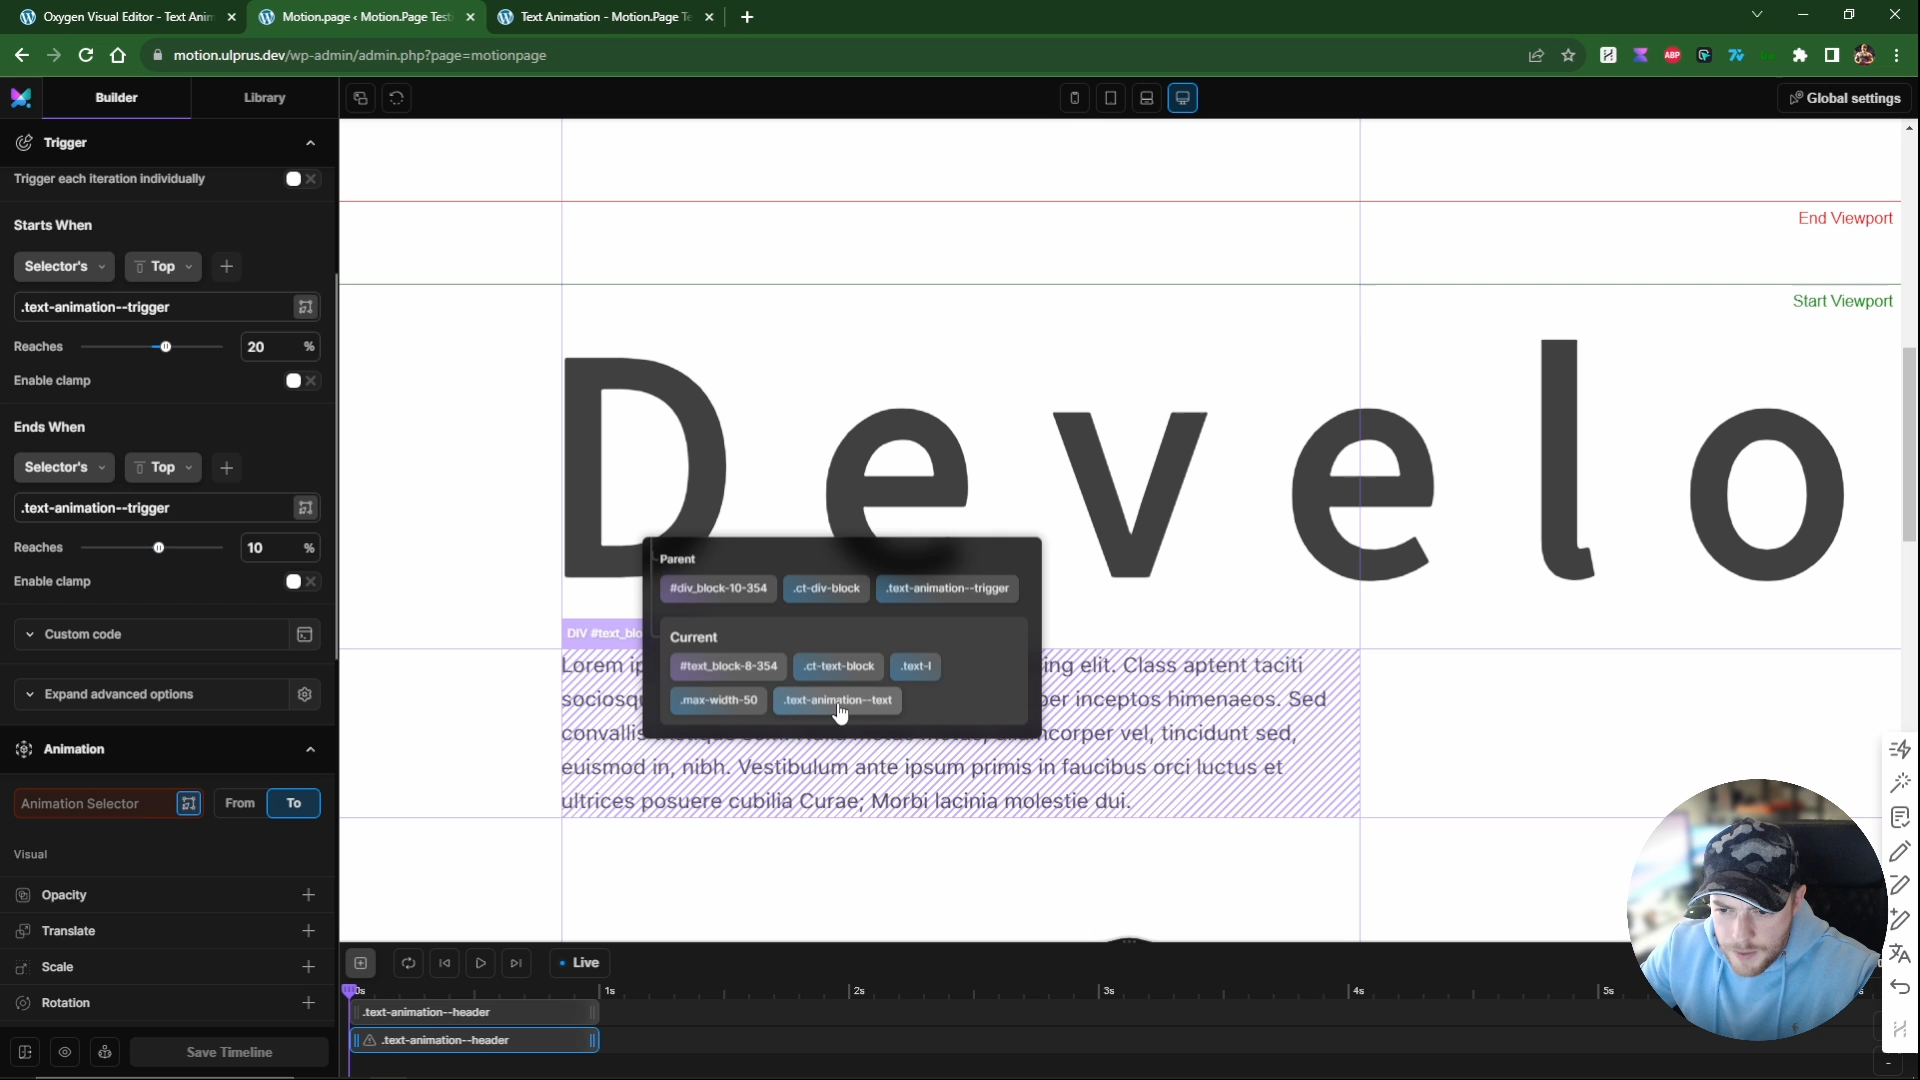 Oxygen Visual Editor - Text Anim
Motion.page ‹ Motion.Page Test
Text Animation - Motion.Page Te
motion.ulprus.dev/wp-admin/admin.php?page=motionpage
ABP
Builder
Library
Global settings
Trigger
Trigger each iteration individually
Starts When
Selector's
Top
.text-animation--trigger
Reaches
20
%
Enable clamp
Ends When
Selector's
Top
.text-animation--trigger
Reaches
10
%
Enable clamp
Custom code
Expand advanced options
Animation
Animation Selector
From
To
Visual
Opacity
Translate
Scale
Rotation
Save Timeline
End Viewport
Start Viewport
Develo
Parent
#div_block-10-354
.ct-div-block
.text-animation--trigger
Current
#text_block-8-354
.ct-text-block
.text-l
.max-width-50
.text-animation--text
DIV #text_blo
Lorem ip ing elit. Class aptent taciti
sociosqu per inceptos himenaeos. Sed
convallis corper vel, tincidunt sed,
euismod in, nibh. Vestibulum ante ipsum primis in faucibus orci luctus et
ultrices posuere cubilia Curae; Morbi lacinia molestie dui.
Live
0s
1s
2s
3s
4s
5s
.text-animation--header
.text-animation--header